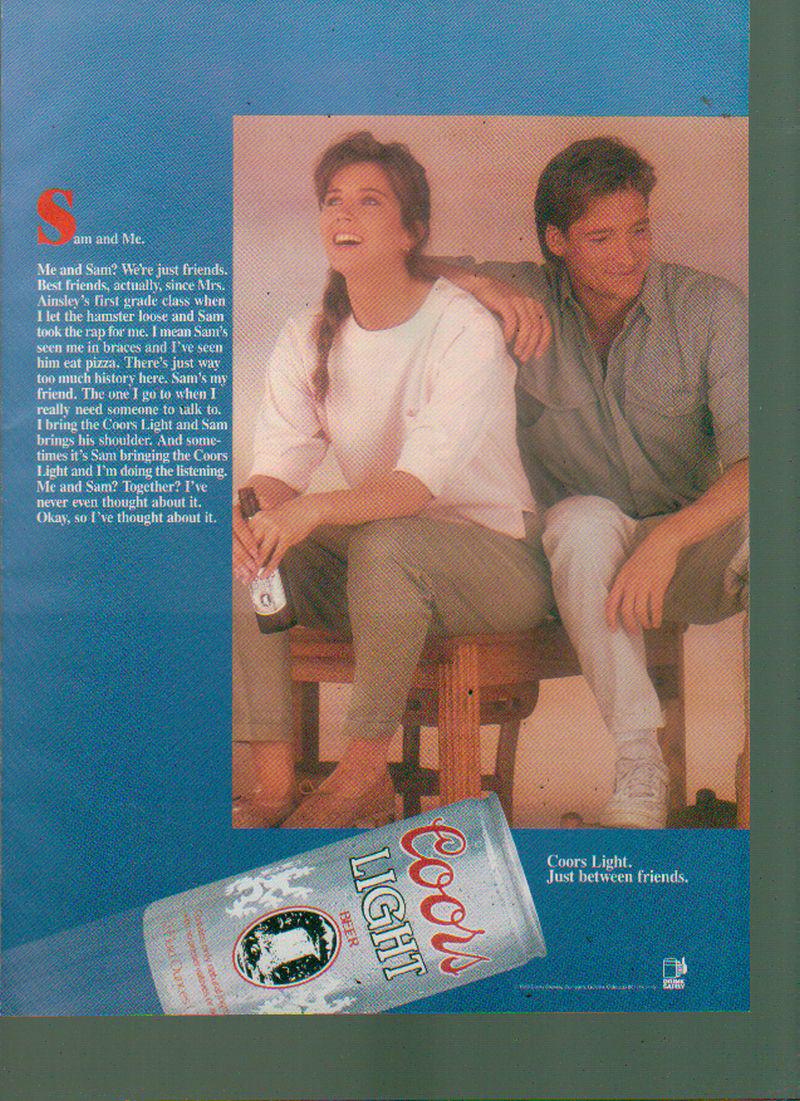 Sam and Me.
Me and Sam? We're just friends.
Best friends, actually, since Mrs.
Ainsley's first grade class when
I let the hamster loose and Sam
took the rap for me. I mean Sam's
seen me in braces and I've seen
him eat pizza. There's just way
too much history here. Sam's my
friend. The one I go to when I
really need someone to talk to.
I bring the Coors Light and Sam
brings his shoulder. And some-
times it's Sam bringing the Coors
Light and I'm doing the listening.
Me and Sam? Together? I've
never even thought about it.
Okay, so I've thought about it.
Coors
LIGHT
BEER
Coors Light.
Just between friends.
DRINK
SAFELY